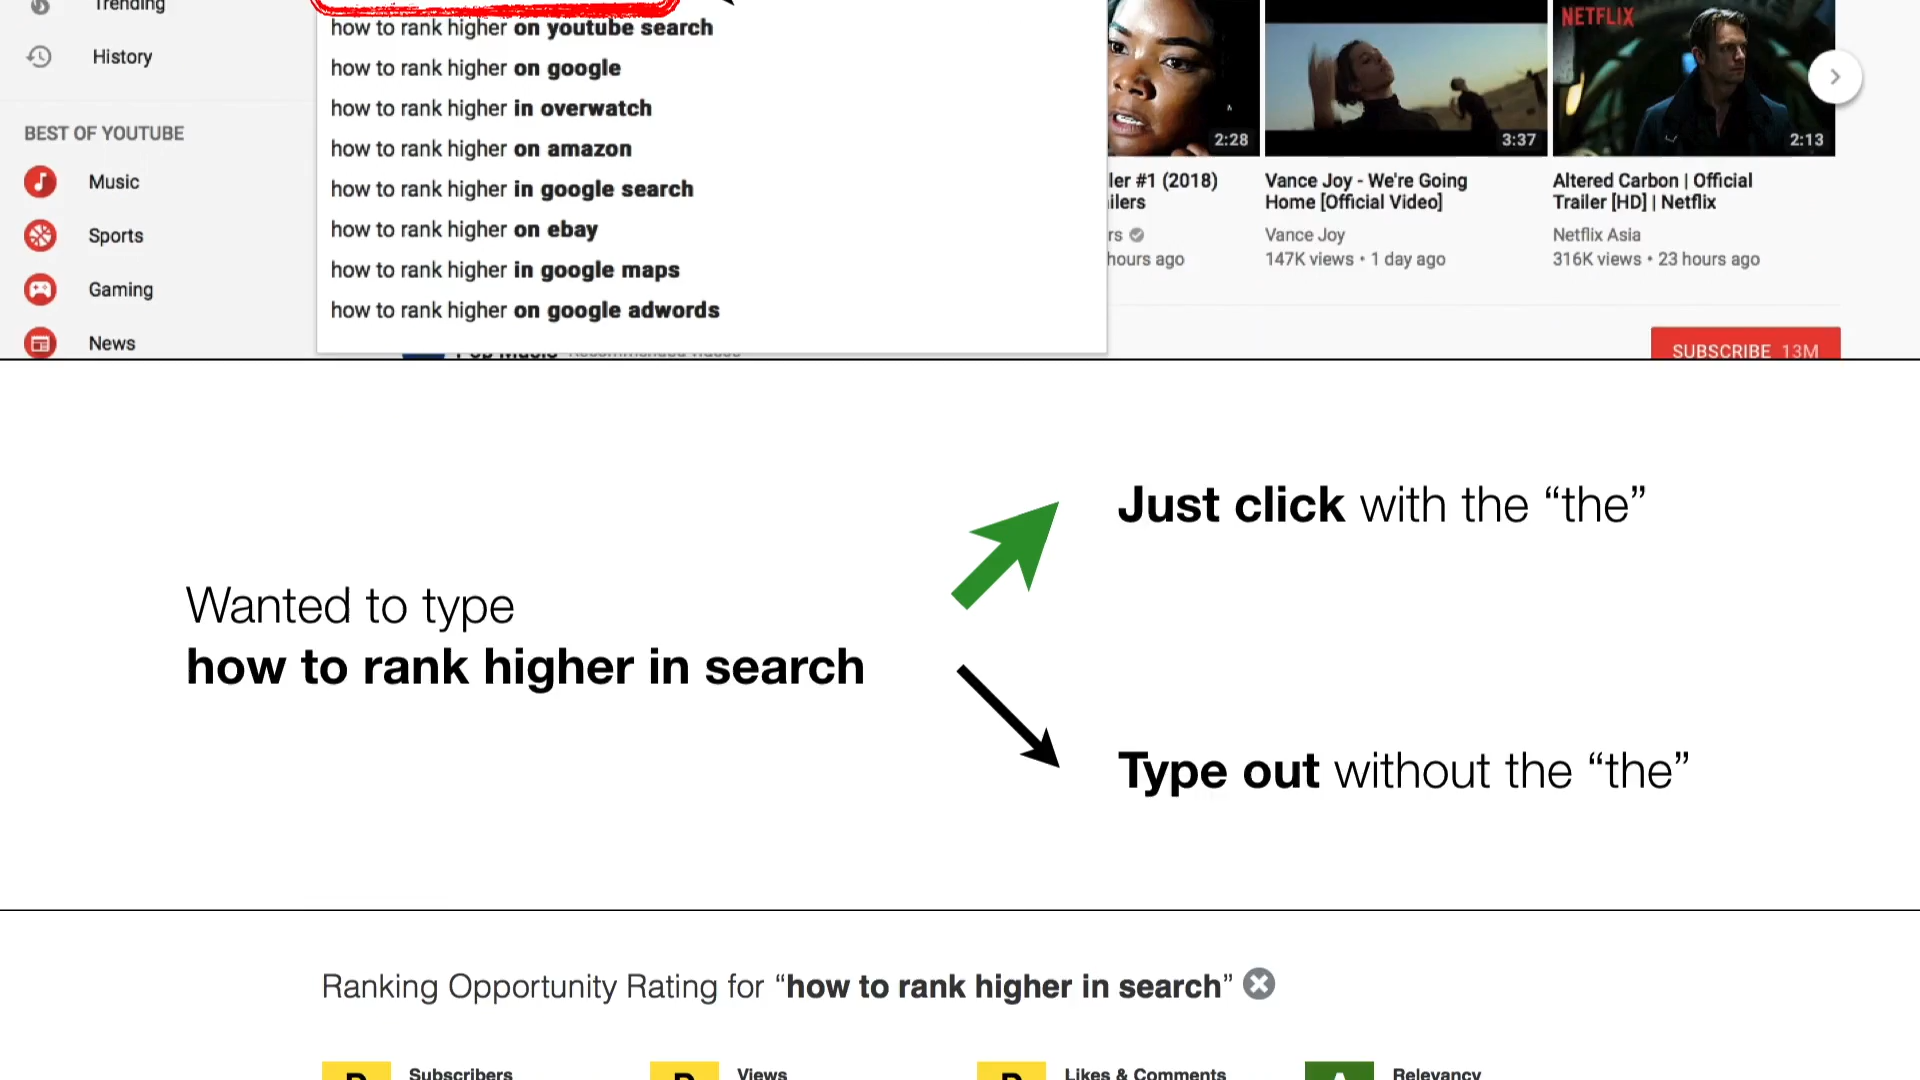 Trending
how to rank higher on youtube search
NETFLIX
History
how to rank higher on google
how to rank higher in overwatch
BEST OF YOUTUBE
how to rank higher on amazon
2:28
3:37
2:13
Music
how to rank higher in google search
ler #1 (2018)
ilers
Vance Joy - We're Going
Home [Official Video]
Altered Carbon | Official
Trailer [HD] | Netflix
Sports
how to rank higher on ebay
rs
hours ago
Vance Joy
147K views • 1 day ago
Netflix Asia
316K views • 23 hours ago
how to rank higher in google maps
Gaming
how to rank higher on google adwords
News
SUBSCRIBE 13M
Just click with the “the”
Wanted to type
how to rank higher in search
Type out without the “the”
Ranking Opportunity Rating for “how to rank higher in search”
Subscribers
Views
Likes & Comments
Relevancy